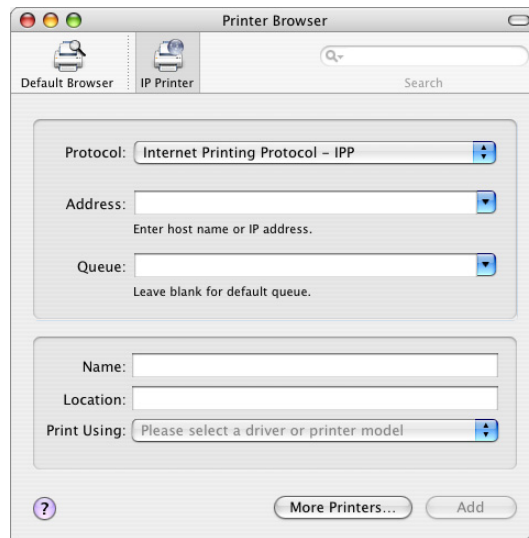 Printer Browser
Default Browser
IP Printer
Search
Protocol: Internet Printing Protocol – IPP
Address:
Enter host name or IP address.
Queue:
Leave blank for default queue.
Name:
Location:
Print Using: Please select a driver or printer model
? More Printers... Add